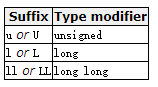 Suffix Type modifier
u or U unsigned
l or L long
ll or LL long long